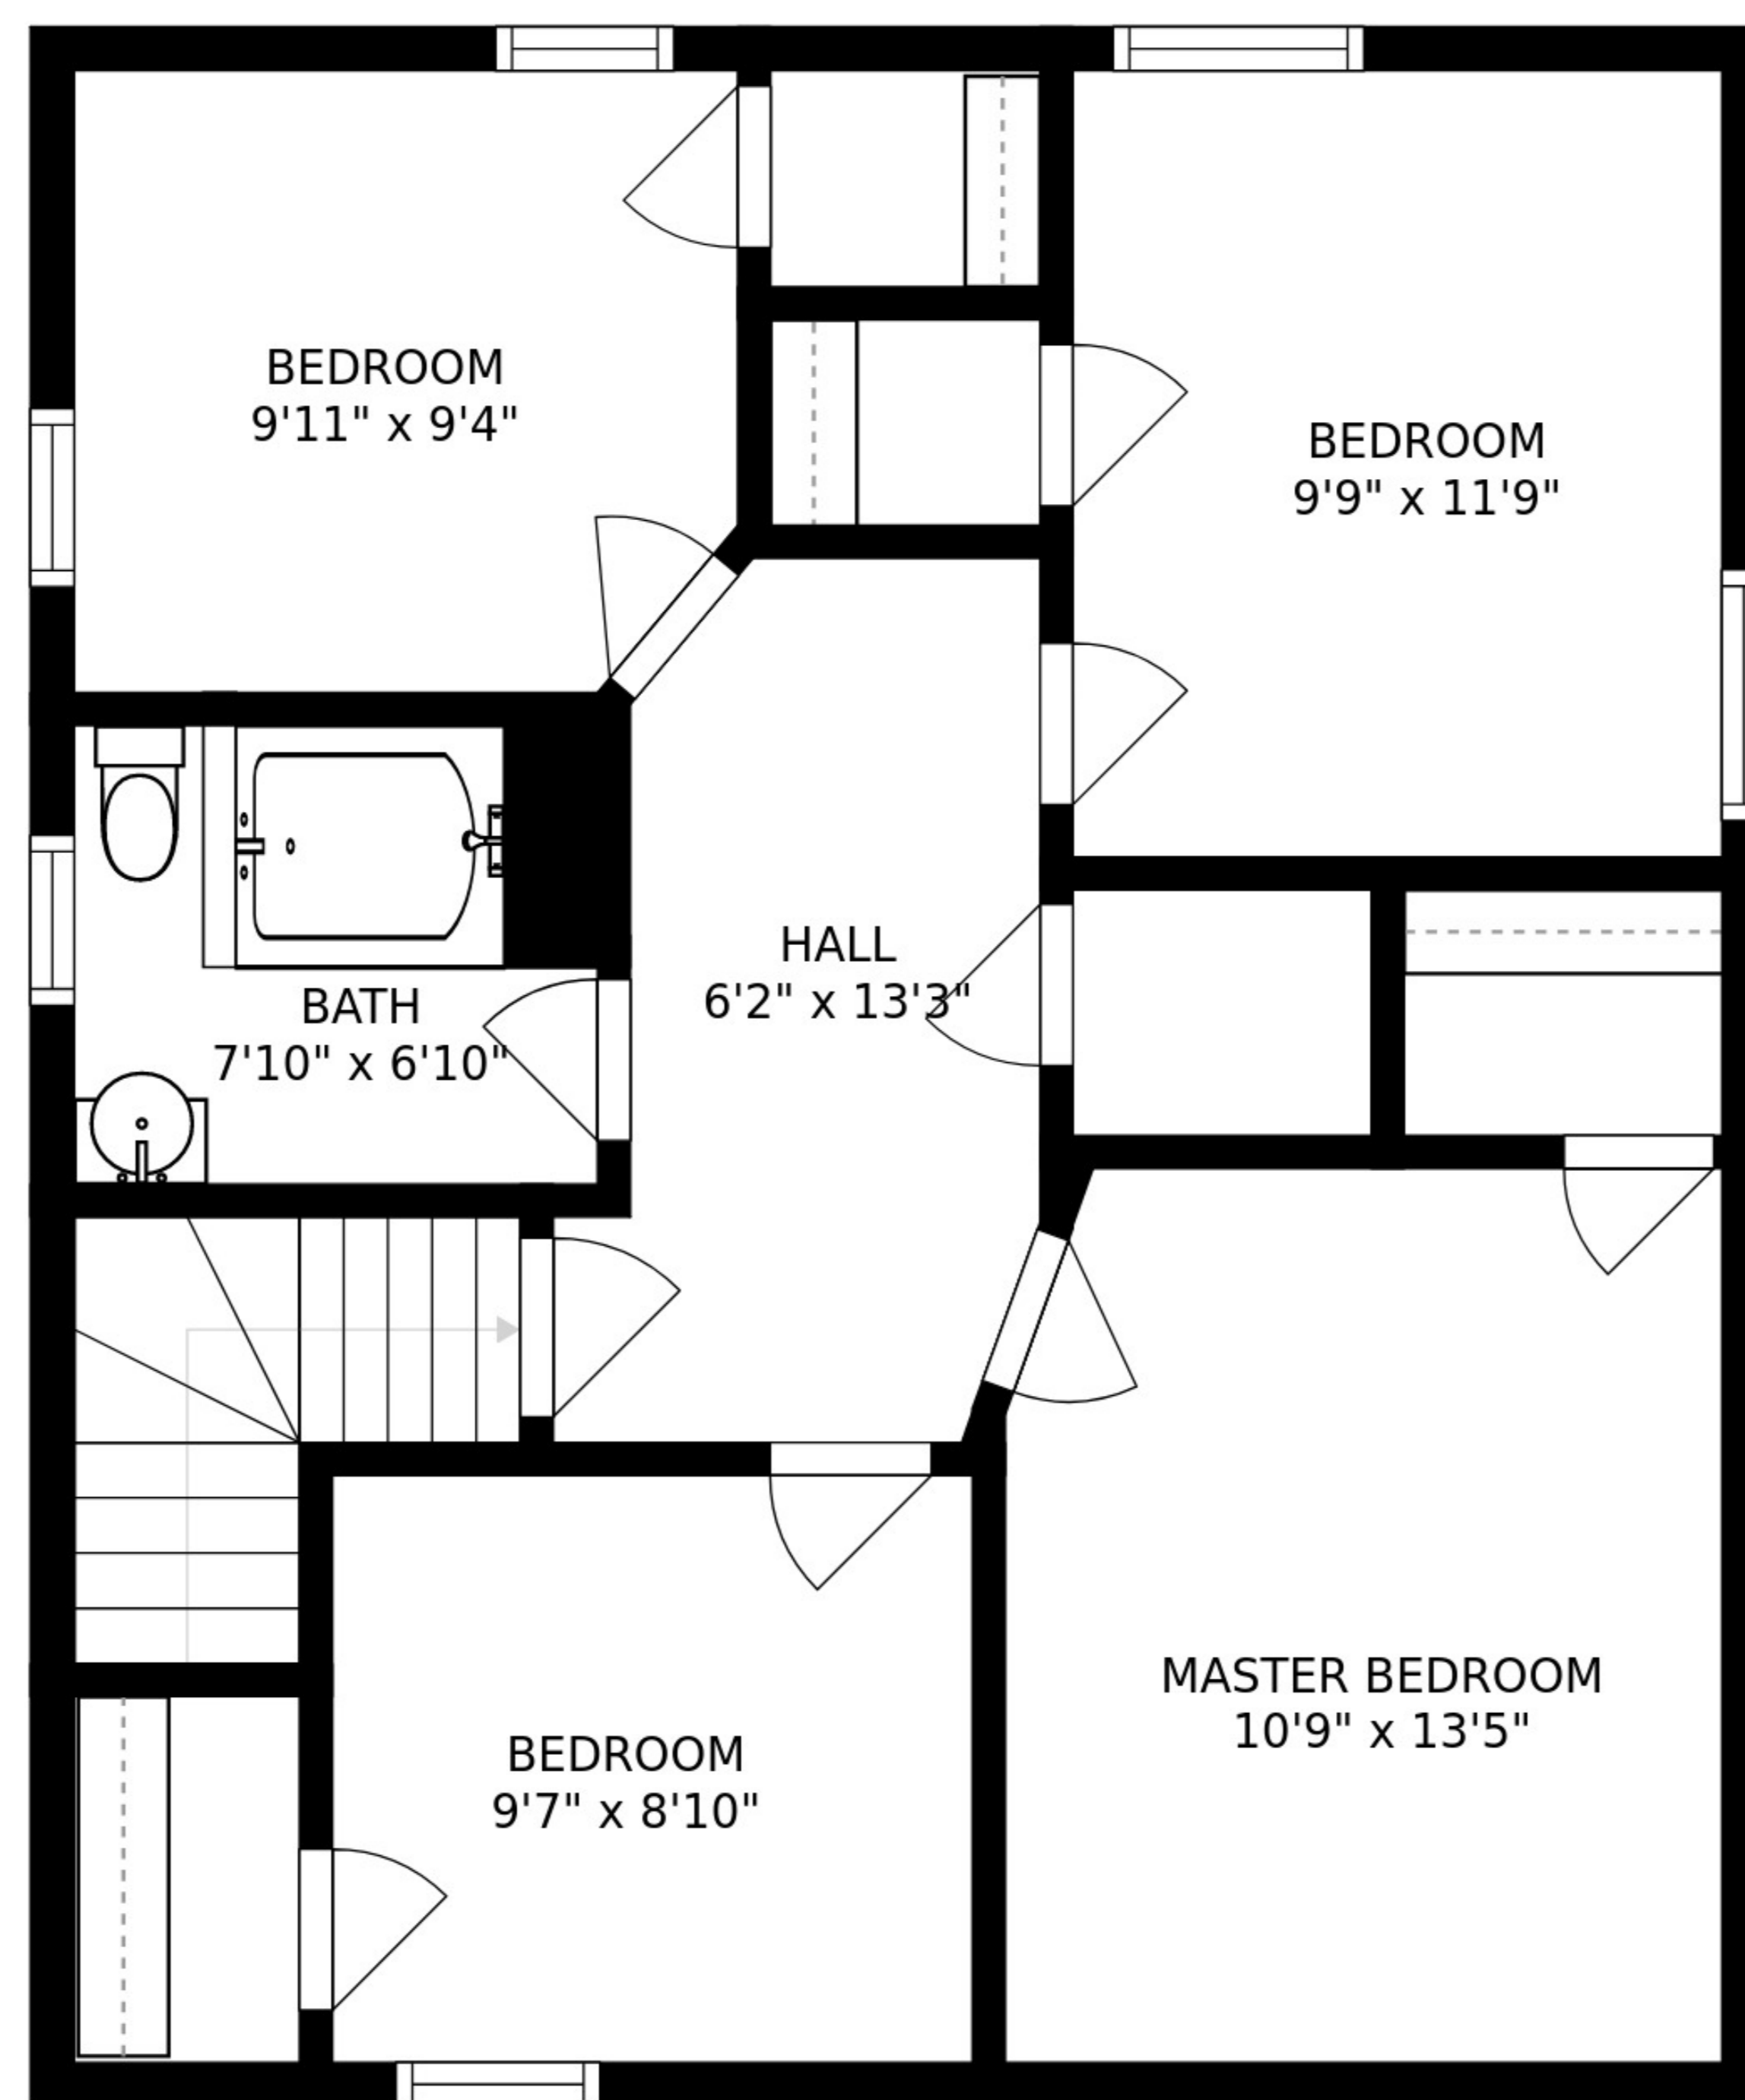 BEDROOM
9'11" x 9'4"
BEDROOM
9'9" x 11'9"
HALL
6'2" x 13'3"
BATH
7'10" x 6'10"
MASTER BEDROOM
10'9" x 13'5"
BEDROOM
9'7" x 8'10"